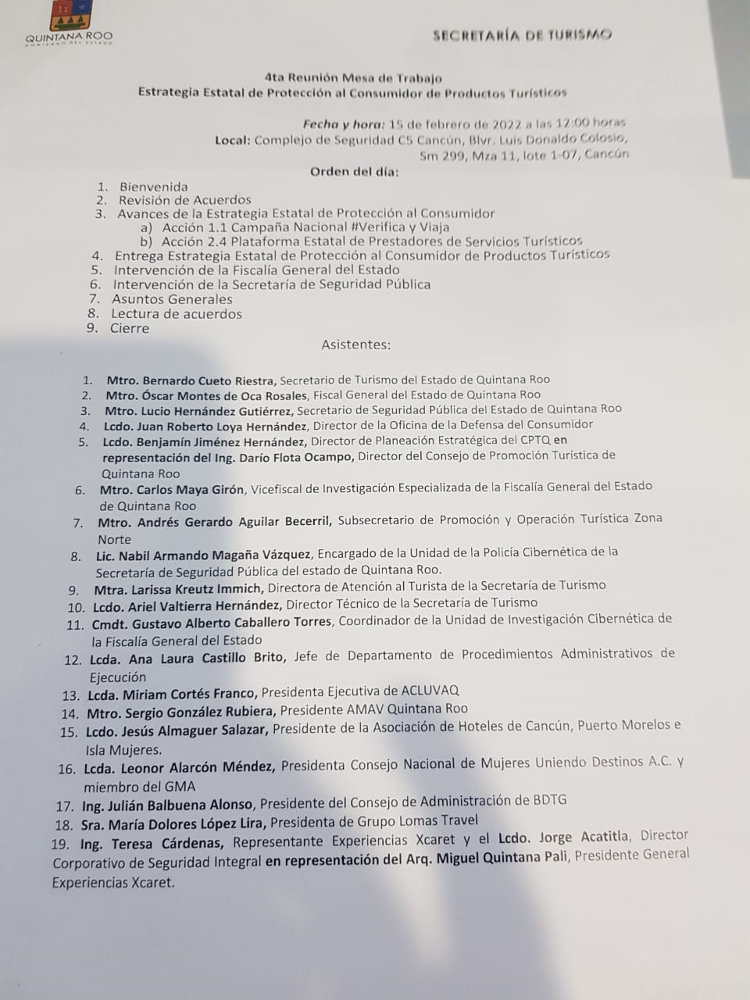 QUINTANA ROO
GOBIERNO DEL ESTADO
SECRETARÍA DE TURISMO
4ta Reunión Mesa de Trabajo
Estrategia Estatal de Protección al Consumidor de Productos Turísticos
Fecha y hora: 15 de febrero de 2022 a las 12:00 horas
Local: Complejo de Seguridad C5 Cancún, Blvr. Luis Donaldo Colosio,
Sm 299, Mza 11, lote 1-07, Cancún
Orden del día:
1. Bienvenida
2. Revisión de Acuerdos
3. Avances de la Estrategia Estatal de Protección al Consumidor
a) Acción 1.1 Campaña Nacional #Verifica y Viaja
b) Acción 2.4 Plataforma Estatal de Prestadores de Servicios Turísticos
4. Entrega Estrategia Estatal de Protección al Consumidor de Productos Turísticos
5. Intervención de la Fiscalía General del Estado
6. Intervención de la Secretaría de Seguridad Pública
7. Asuntos Generales
8. Lectura de acuerdos
9. Cierre
Asistentes:
1. Mtro. Bernardo Cueto Riestra, Secretario de Turismo del Estado de Quintana Roo
2. Mtro. Óscar Montes de Oca Rosales, Fiscal General del Estado de Quintana Roo
3. Mtro. Lucio Hernández Gutiérrez, Secretario de Seguridad Pública del Estado de Quintana Roo
4. Lcdo. Juan Roberto Loya Hernández, Director de la Oficina de la Defensa del Consumidor
5. Lcdo. Benjamín Jiménez Hernández, Director de Planeación Estratégica del CPTQ en
representación del Ing. Darío Flota Ocampo, Director del Consejo de Promoción Turística de
Quintana Roo
6. Mtro. Carlos Maya Girón, Vicefiscal de Investigación Especializada de la Fiscalía General del Estado
de Quintana Roo
7. Mtro. Andrés Gerardo Aguilar Becerril, Subsecretario de Promoción y Operación Turística Zona
Norte
8. Lic. Nabil Armando Magaña Vázquez, Encargado de la Unidad de la Policía Cibernética de la
Secretaría de Seguridad Pública del estado de Quintana Roo.
9. Mtra. Larissa Kreutz Immich, Directora de Atención al Turista de la Secretaría de Turismo
10. Lcdo. Ariel Valtierra Hernández, Director Técnico de la Secretaría de Turismo
11. Cmdt. Gustavo Alberto Caballero Torres, Coordinador de la Unidad de Investigación Cibernética de
la Fiscalía General del Estado
12. Lcda. Ana Laura Castillo Brito, Jefe de Departamento de Procedimientos Administrativos de
Ejecución
13. Lcda. Miriam Cortés Franco, Presidenta Ejecutiva de ACLUVAQ
14. Mtro. Sergio González Rubiera, Presidente AMAV Quintana Roo
15. Lcdo. Jesús Almaguer Salazar, Presidente de la Asociación de Hoteles de Cancún, Puerto Morelos e
Isla Mujeres.
16. Lcda. Leonor Alarcón Méndez, Presidenta Consejo Nacional de Mujeres Uniendo Destinos A.C. y
miembro del GMA
17. Ing. Julián Balbuena Alonso, Presidente del Consejo de Administración de BDTG
18. Sra. María Dolores López Lira, Presidenta de Grupo Lomas Travel
19. Ing. Teresa Cárdenas, Representante Experiencias Xcaret y el Lcdo. Jorge Acatitla, Director
Corporativo de Seguridad Integral en representación del Arq. Miguel Quintana Pali, Presidente General
Experiencias Xcaret.